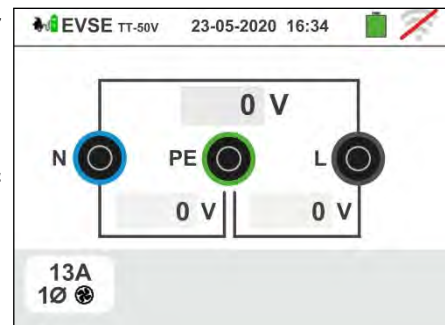 EVSE TT-50V 23-05-2020 16:34
0 V
N PE L
0 V 0 V
13A
1Ø